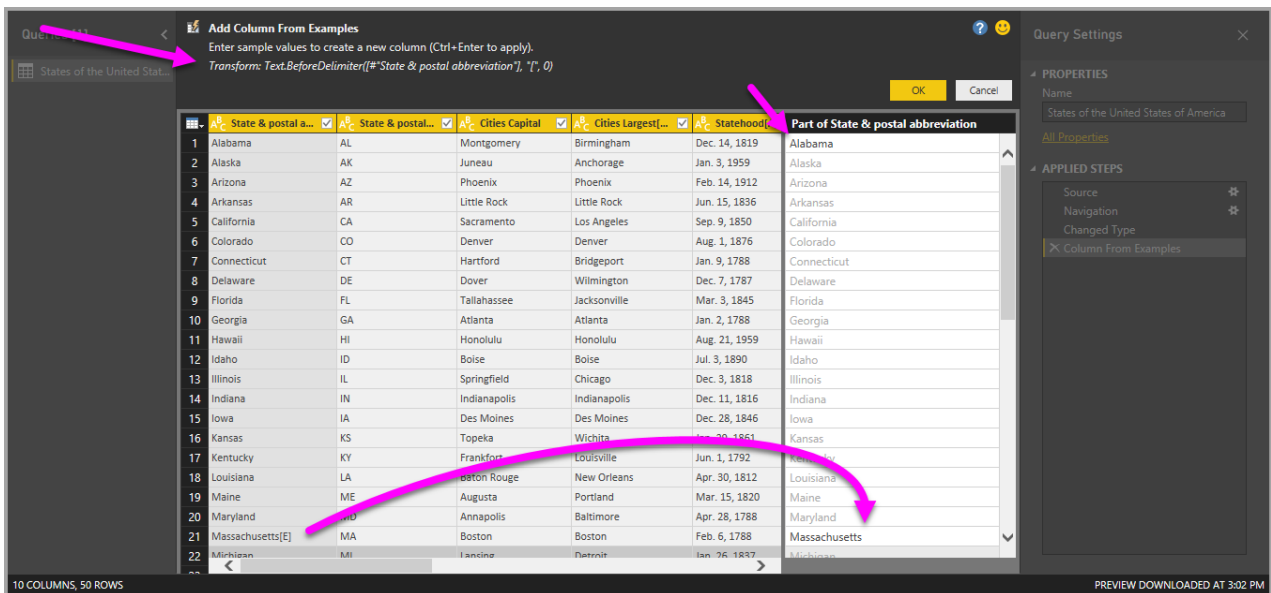 Queries [1]
States of the United Stat...
Add Column From Examples
Enter sample values to create a new column (Ctrl+Enter to apply).
Transform: Text.BeforeDelimiter([#"State & postal abbreviation"], "[", 0)
OK Cancel
State & postal a... State & postal... Cities Capital Cities Largest[... Statehood[ Part of State & postal abbreviation
1 Alabama AL Montgomery Birmingham Dec. 14, 1819 Alabama
2 Alaska AK Juneau Anchorage Jan. 3, 1959 Alaska
3 Arizona AZ Phoenix Phoenix Feb. 14, 1912 Arizona
4 Arkansas AR Little Rock Little Rock Jun. 15, 1836 Arkansas
5 California CA Sacramento Los Angeles Sep. 9, 1850 California
6 Colorado CO Denver Denver Aug. 1, 1876 Colorado
7 Connecticut CT Hartford Bridgeport Jan. 9, 1788 Connecticut
8 Delaware DE Dover Wilmington Dec. 7, 1787 Delaware
9 Florida FL Tallahassee Jacksonville Mar. 3, 1845 Florida
10 Georgia GA Atlanta Atlanta Jan. 2, 1788 Georgia
11 Hawaii HI Honolulu Honolulu Aug. 21, 1959 Hawaii
12 Idaho ID Boise Boise Jul. 3, 1890 Idaho
13 Illinois IL Springfield Chicago Dec. 3, 1818 Illinois
14 Indiana IN Indianapolis Indianapolis Dec. 11, 1816 Indiana
15 Iowa IA Des Moines Des Moines Dec. 28, 1846 Iowa
16 Kansas KS Topeka Wichita Jan. 29, 1861 Kansas
17 Kentucky KY Frankfort Louisville Jun. 1, 1792 Kentucky
18 Louisiana LA Baton Rouge New Orleans Apr. 30, 1812 Louisiana
19 Maine ME Augusta Portland Mar. 15, 1820 Maine
20 Maryland MD Annapolis Baltimore Apr. 28, 1788 Maryland
21 Massachusetts[E] MA Boston Boston Feb. 6, 1788 Massachusetts
22 Michigan MI Lansing Detroit Jan. 26, 1837 Michigan
Query Settings
PROPERTIES
Name
States of the United States of America
All Properties
APPLIED STEPS
Source
Navigation
Changed Type
Column From Examples
10 COLUMNS, 50 ROWS
PREVIEW DOWNLOADED AT 3:02 PM